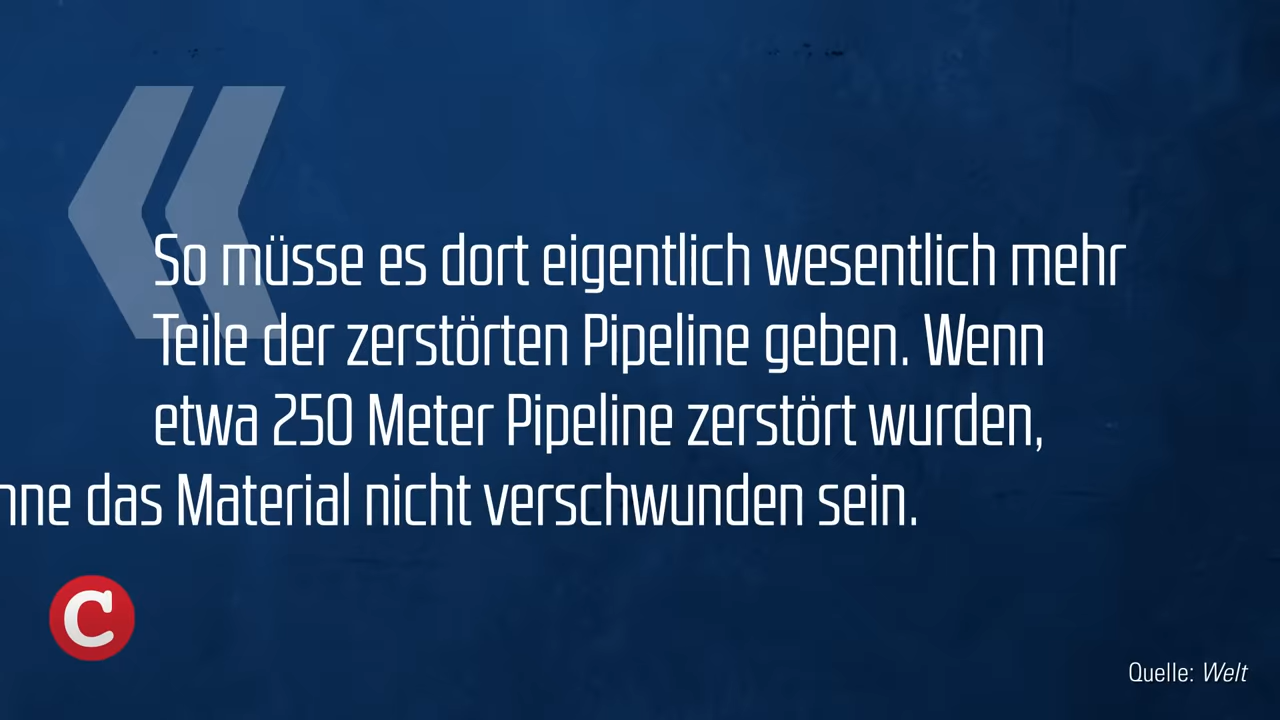 So müsse es dort eigentlich wesentlich mehr
Teile der zerstörten Pipeline geben. Wenn
etwa 250 Meter Pipeline zerstört wurden,
das Material nicht verschwunden sein.
C
Quelle: Welt